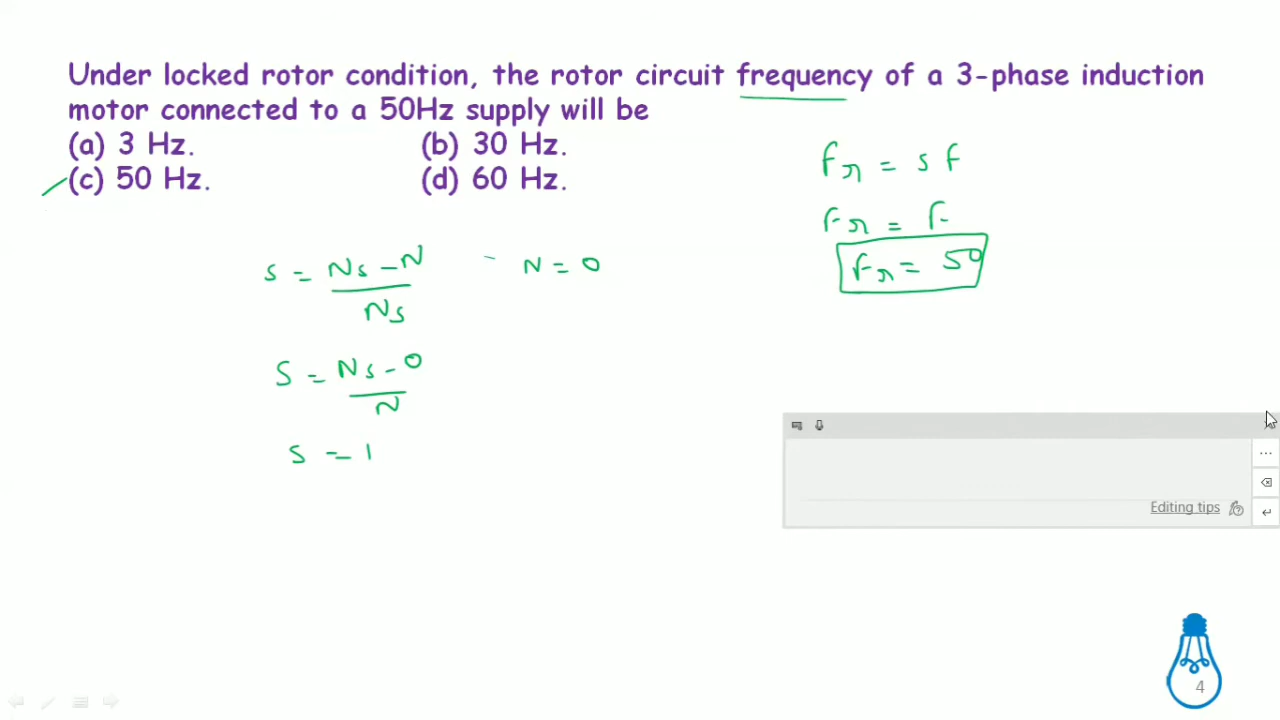 Under locked rotor condition, the rotor circuit frequency of a 3-phase induction
motor connected to a 50Hz supply will be
(a) 3 Hz. (b) 30 Hz.
(c) 50 Hz. (d) 60 Hz.
fr = s f
fr = f
fr = 50
s = Ns - N / Ns
N = 0
S = Ns - 0 / N
s = 1
Editing tips
4